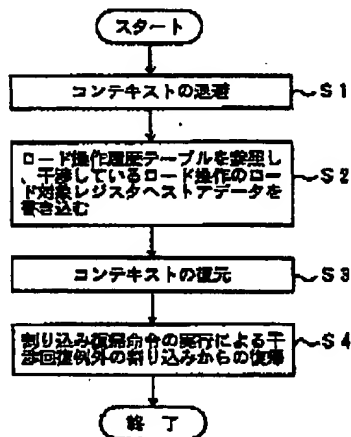 スタート
コンテキストの退避
S1
ロード操作履歴テーブルを参照し
、干渉しているロード操作のロー
ド対象レジスタへストアデータを
書き込む
S2
コンテキストの復元
S3
割り込み復帰命令の実行による干
渉回復例外の割り込みからの復帰
S4
終了